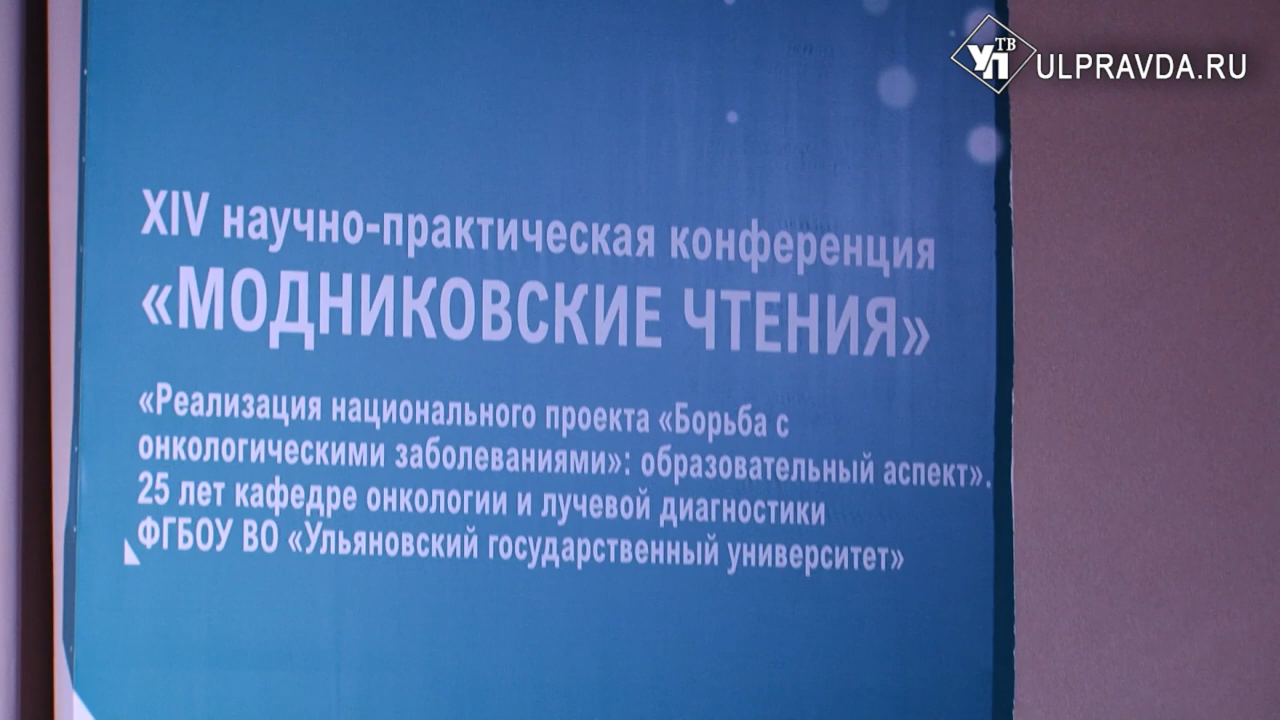 УП ТВ
ULPRAVDA.RU
XIV научно-практическая конференция
«МОДНИКОВСКИЕ ЧТЕНИЯ»
«Реализация национального проекта «Борьба с
онкологическими заболеваниями»: образовательный аспект».
25 лет кафедре онкологии и лучевой диагностики
ФГБОУ ВО «Ульяновский государственный университет»